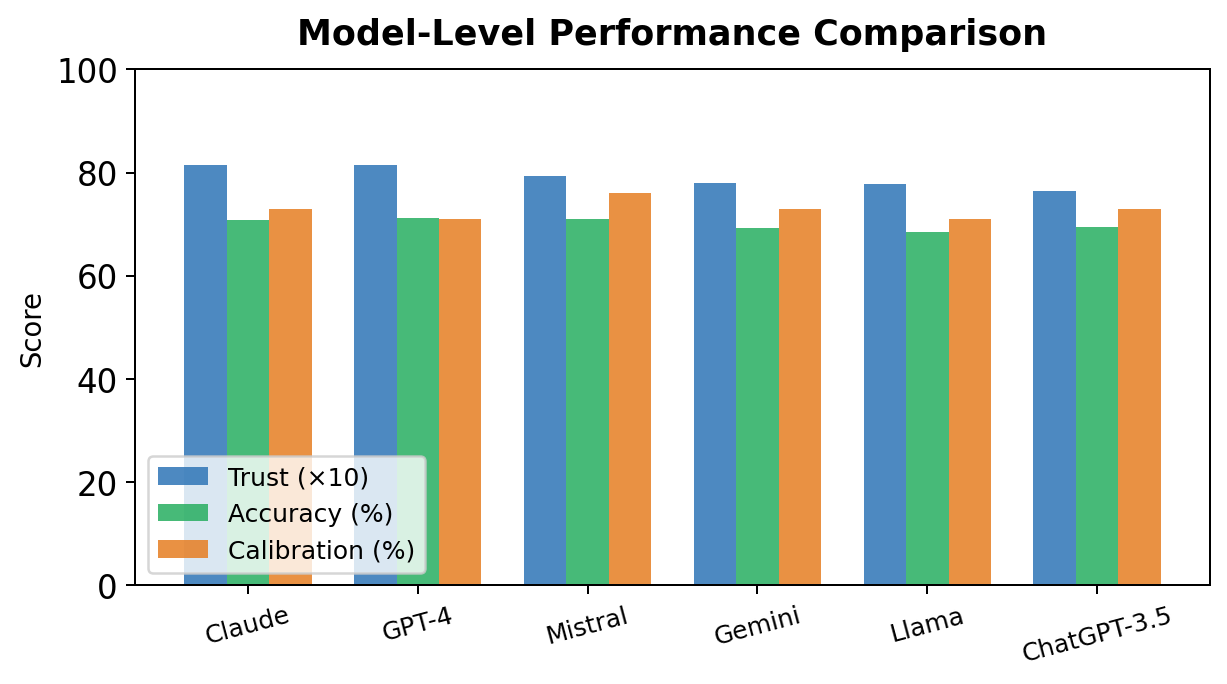 Model-Level Performance Comparison
100
80
60
40
20
0
Score
Trust (×10)
Accuracy (%)
Calibration (%)
Claude
GPT-4
Mistral
Gemini
Llama
ChatGPT-3.5